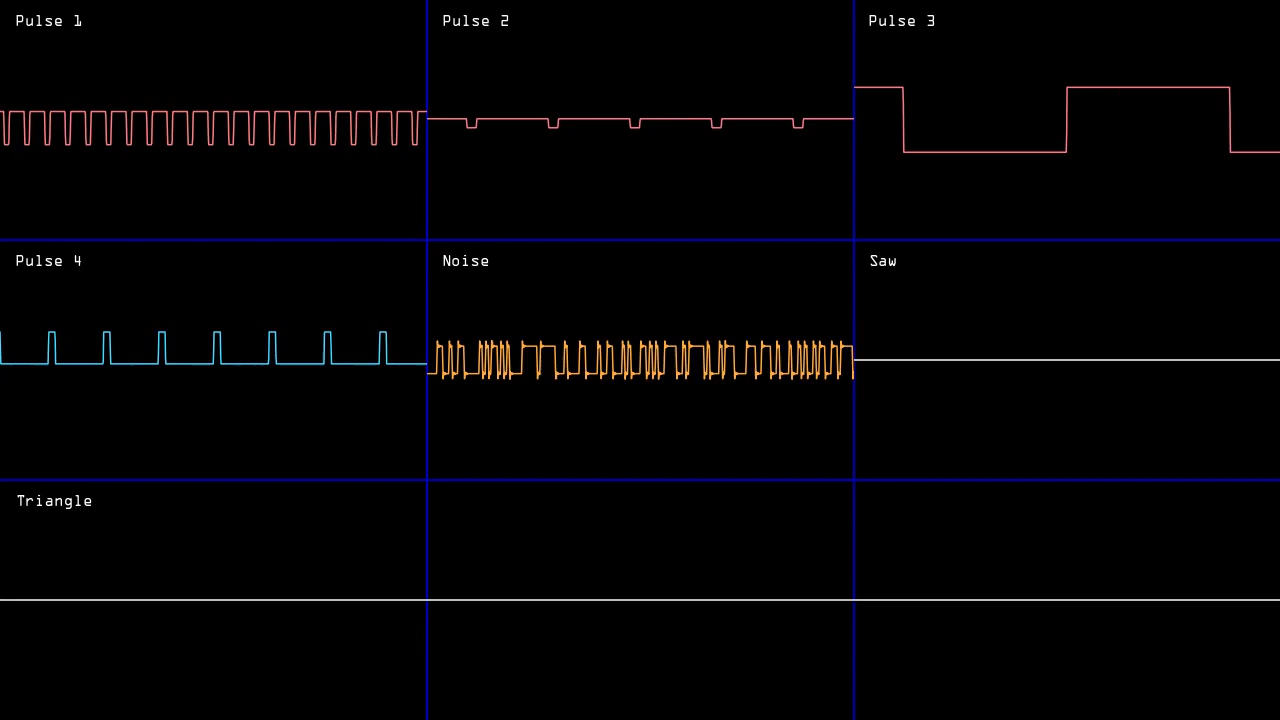 Pulse 1
Pulse 2
Pulse 3
Pulse 4
Noise
Saw
Triangle